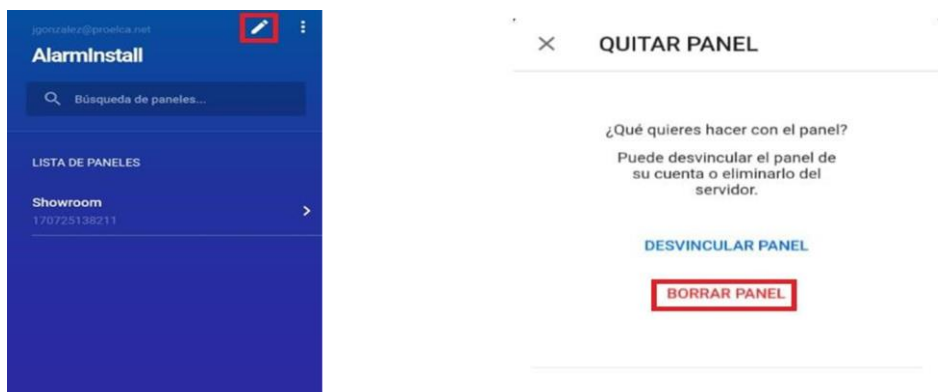 jgonzalez@proelca.net
AlarmInstall
Búsqueda de paneles...
LISTA DE PANELES
Showroom
170725138211
QUITAR PANEL
¿Qué quieres hacer con el panel?
Puede desvincular el panel de
su cuenta o eliminarlo del
servidor.
DESVINCULAR PANEL
BORRAR PANEL